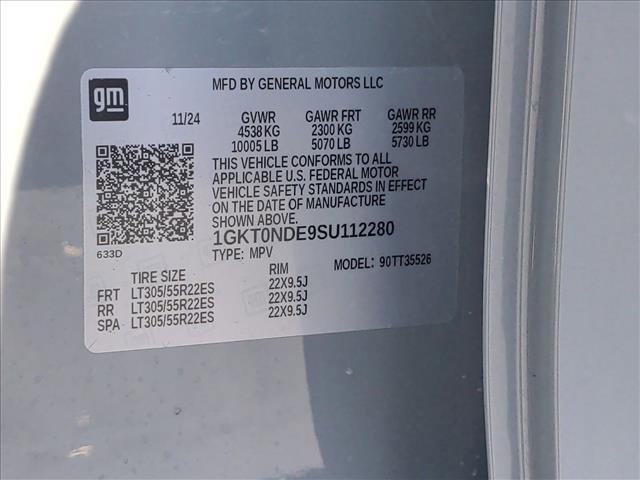 gm
MFD BY GENERAL MOTORS LLC
11/24 GVWR GAWR FRT GAWR RR
4538 KG 2300 KG 2599 KG
10005 LB 5070 LB 5730 LB
THIS VEHICLE CONFORMS TO ALL
APPLICABLE U.S. FEDERAL MOTOR
VEHICLE SAFETY STANDARDS IN EFFECT
ON THE DATE OF MANUFACTURE
SHOWN ABOVE.
1GKT0NDE9SU112280
633D
TYPE: MPV MODEL: 90TT35526
TIRE SIZE RIM
FRT LT305/55R22ES 22X9.5J
RR LT305/55R22ES 22X9.5J
SPA LT305/55R22ES 22X9.5J